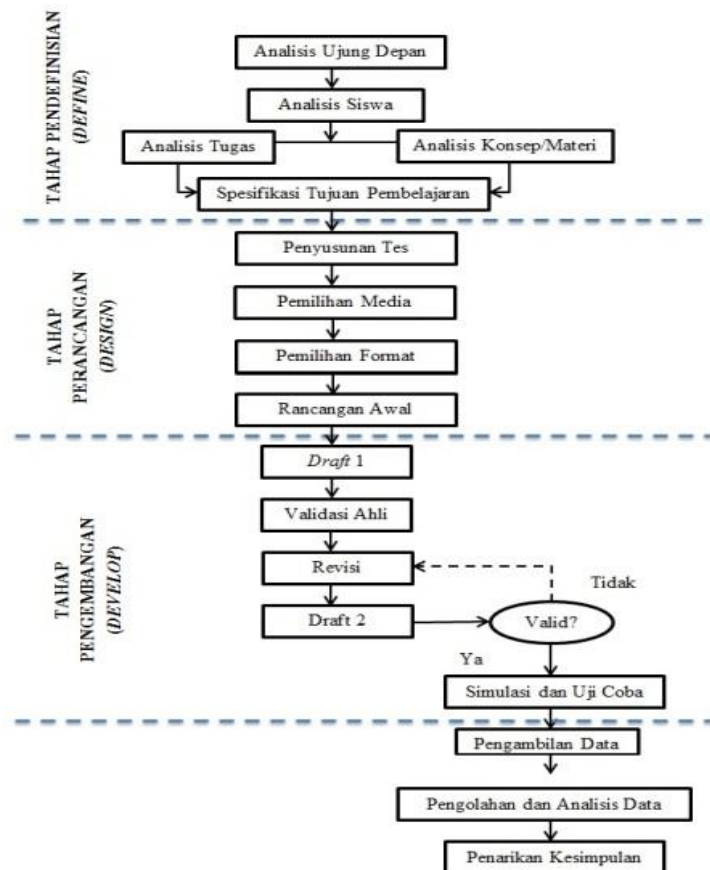 TAHAP PENDEFINISIAN
(DEFINE)
Analisis Ujung Depan
Analisis Siswa
Analisis Tugas
Analisis Konsep/Materi
Spesifikasi Tujuan Pembelajaran
TAHAP
PERANCANGAN
(DESIGN)
Penyusunan Tes
Pemilihan Media
Pemilihan Format
Rancangan Awal
TAHAP
PENGEMBANGAN
(DEVELOP)
Draft 1
Validasi Ahli
Revisi
Tidak
Draft 2
Valid?
Ya
Simulasi dan Uji Coba
Pengambilan Data
Pengolahan dan Analisis Data
Penarikan Kesimpulan